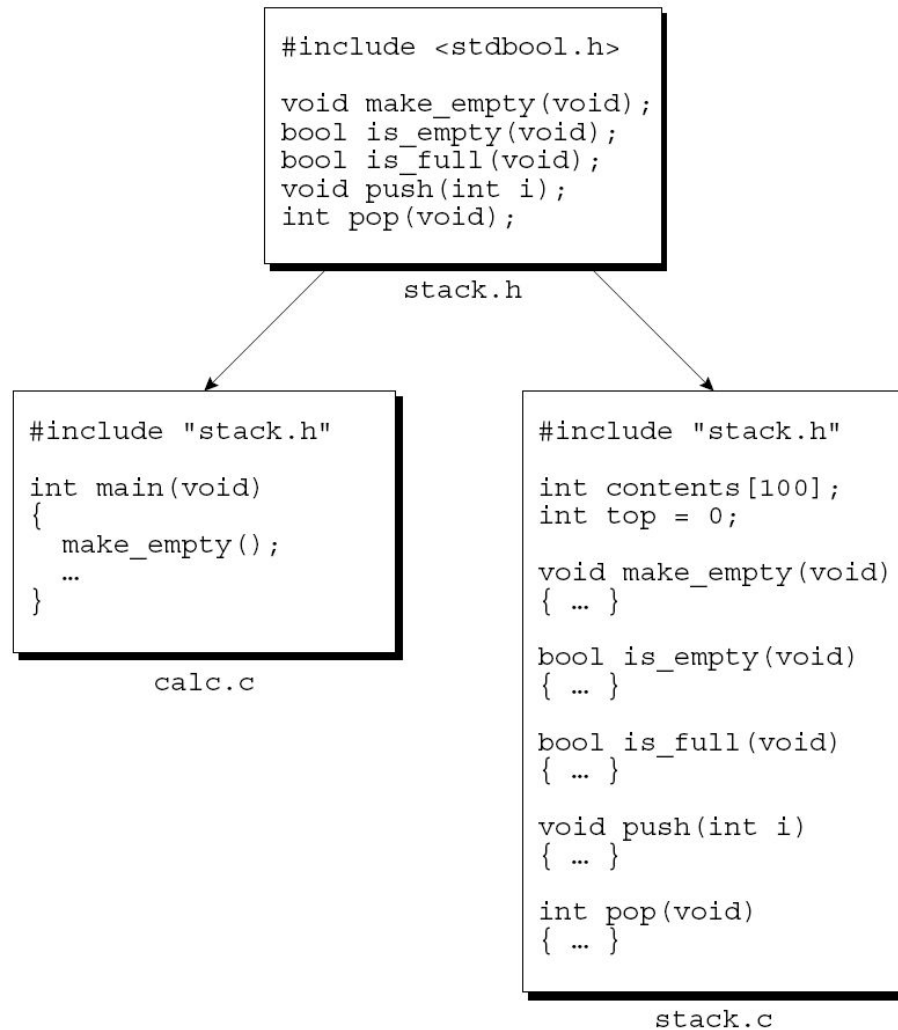 #include <stdbool.h>
void make_empty(void);
bool is_empty(void);
bool is_full(void);
void push(int i);
int pop(void);
stack.h
#include "stack.h"
int main(void)
{
  make_empty();
  …
}
calc.c
#include "stack.h"
int contents[100];
int top = 0;
void make_empty(void)
{ … }
bool is_empty(void)
{ … }
bool is_full(void)
{ … }
void push(int i)
{ … }
int pop(void)
{ … }
stack.c